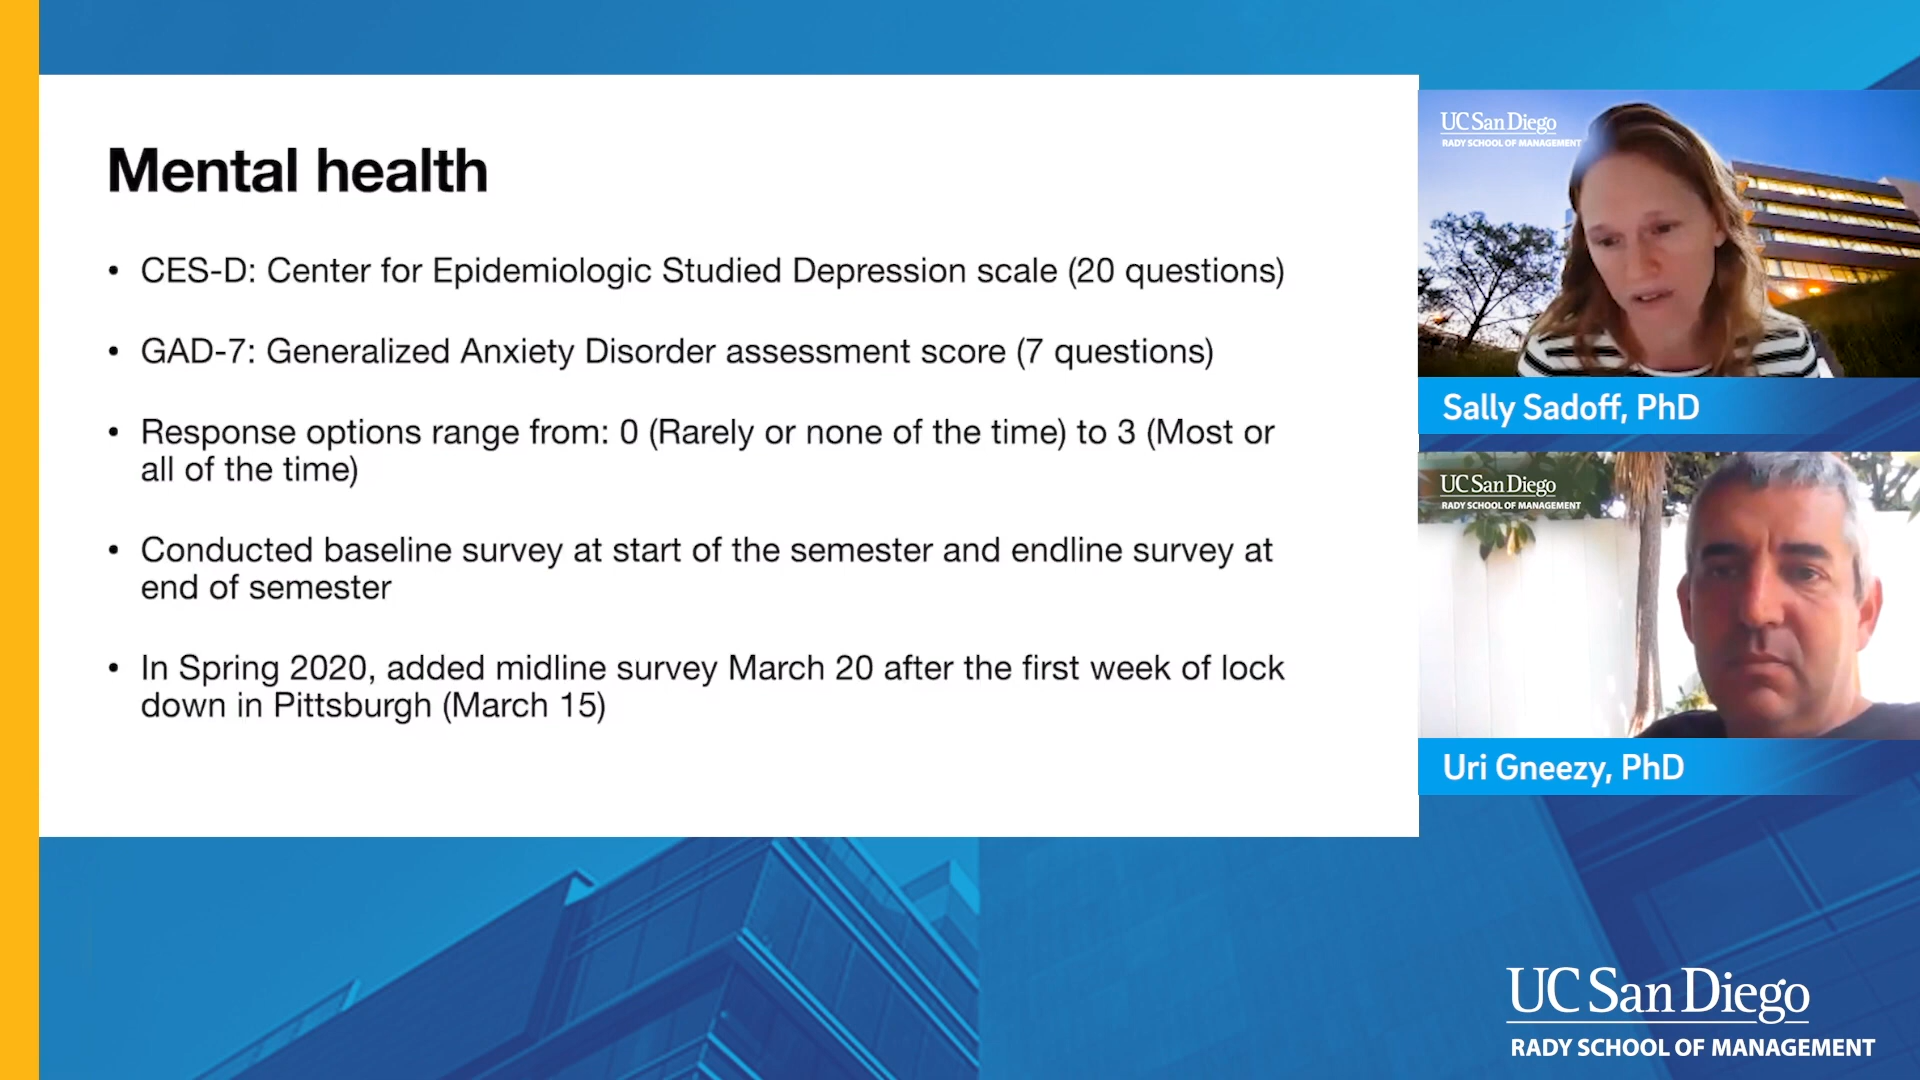 Mental health
• CES-D: Center for Epidemiologic Studied Depression scale (20 questions)
• GAD-7: Generalized Anxiety Disorder assessment score (7 questions)
• Response options range from: 0 (Rarely or none of the time) to 3 (Most or
all of the time)
• Conducted baseline survey at start of the semester and endline survey at
end of semester
• In Spring 2020, added midline survey March 20 after the first week of lock
down in Pittsburgh (March 15)
UC San Diego
RADY SCHOOL OF MANAGEMENT
Sally Sadoff, PhD
UC San Diego
RADY SCHOOL OF MANAGEMENT
Uri Gneezy, PhD
UC San Diego
RADY SCHOOL OF MANAGEMENT